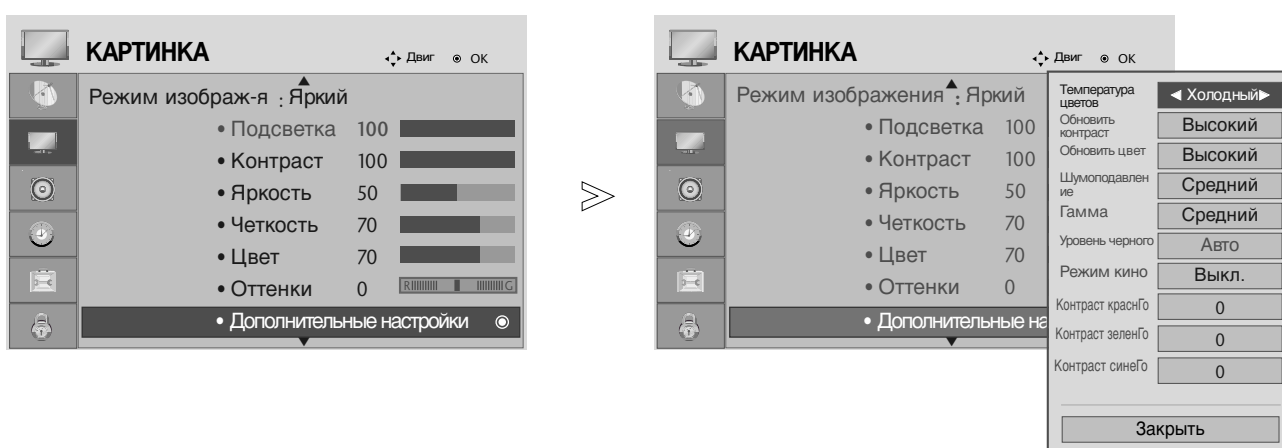 КАРТИНКА
Двиг ОК
Режим изображ-я : Яркий
• Подсветка 100
• Контраст 100
• Яркость 50
• Четкость 70
• Цвет 70
• Оттенки 0 R G
• Дополнительные настройки
КАРТИНКА
Двиг ОК
Режим изображения : Яркий
• Подсветка 100
• Контраст 100
• Яркость 50
• Четкость 70
• Цвет 70
• Оттенки 0
• Дополнительные на
Температура
цветов
◄ Холодный►
Обновить
контраст
Высокий
Обновить цвет
Высокий
Шумоподавлен
ие
Средний
Гамма
Средний
Уровень черного
Авто
Режим кино
Выкл.
Контраст краснГо
0
Контраст зеленГо
0
Контраст синеГо
0
Закрыть